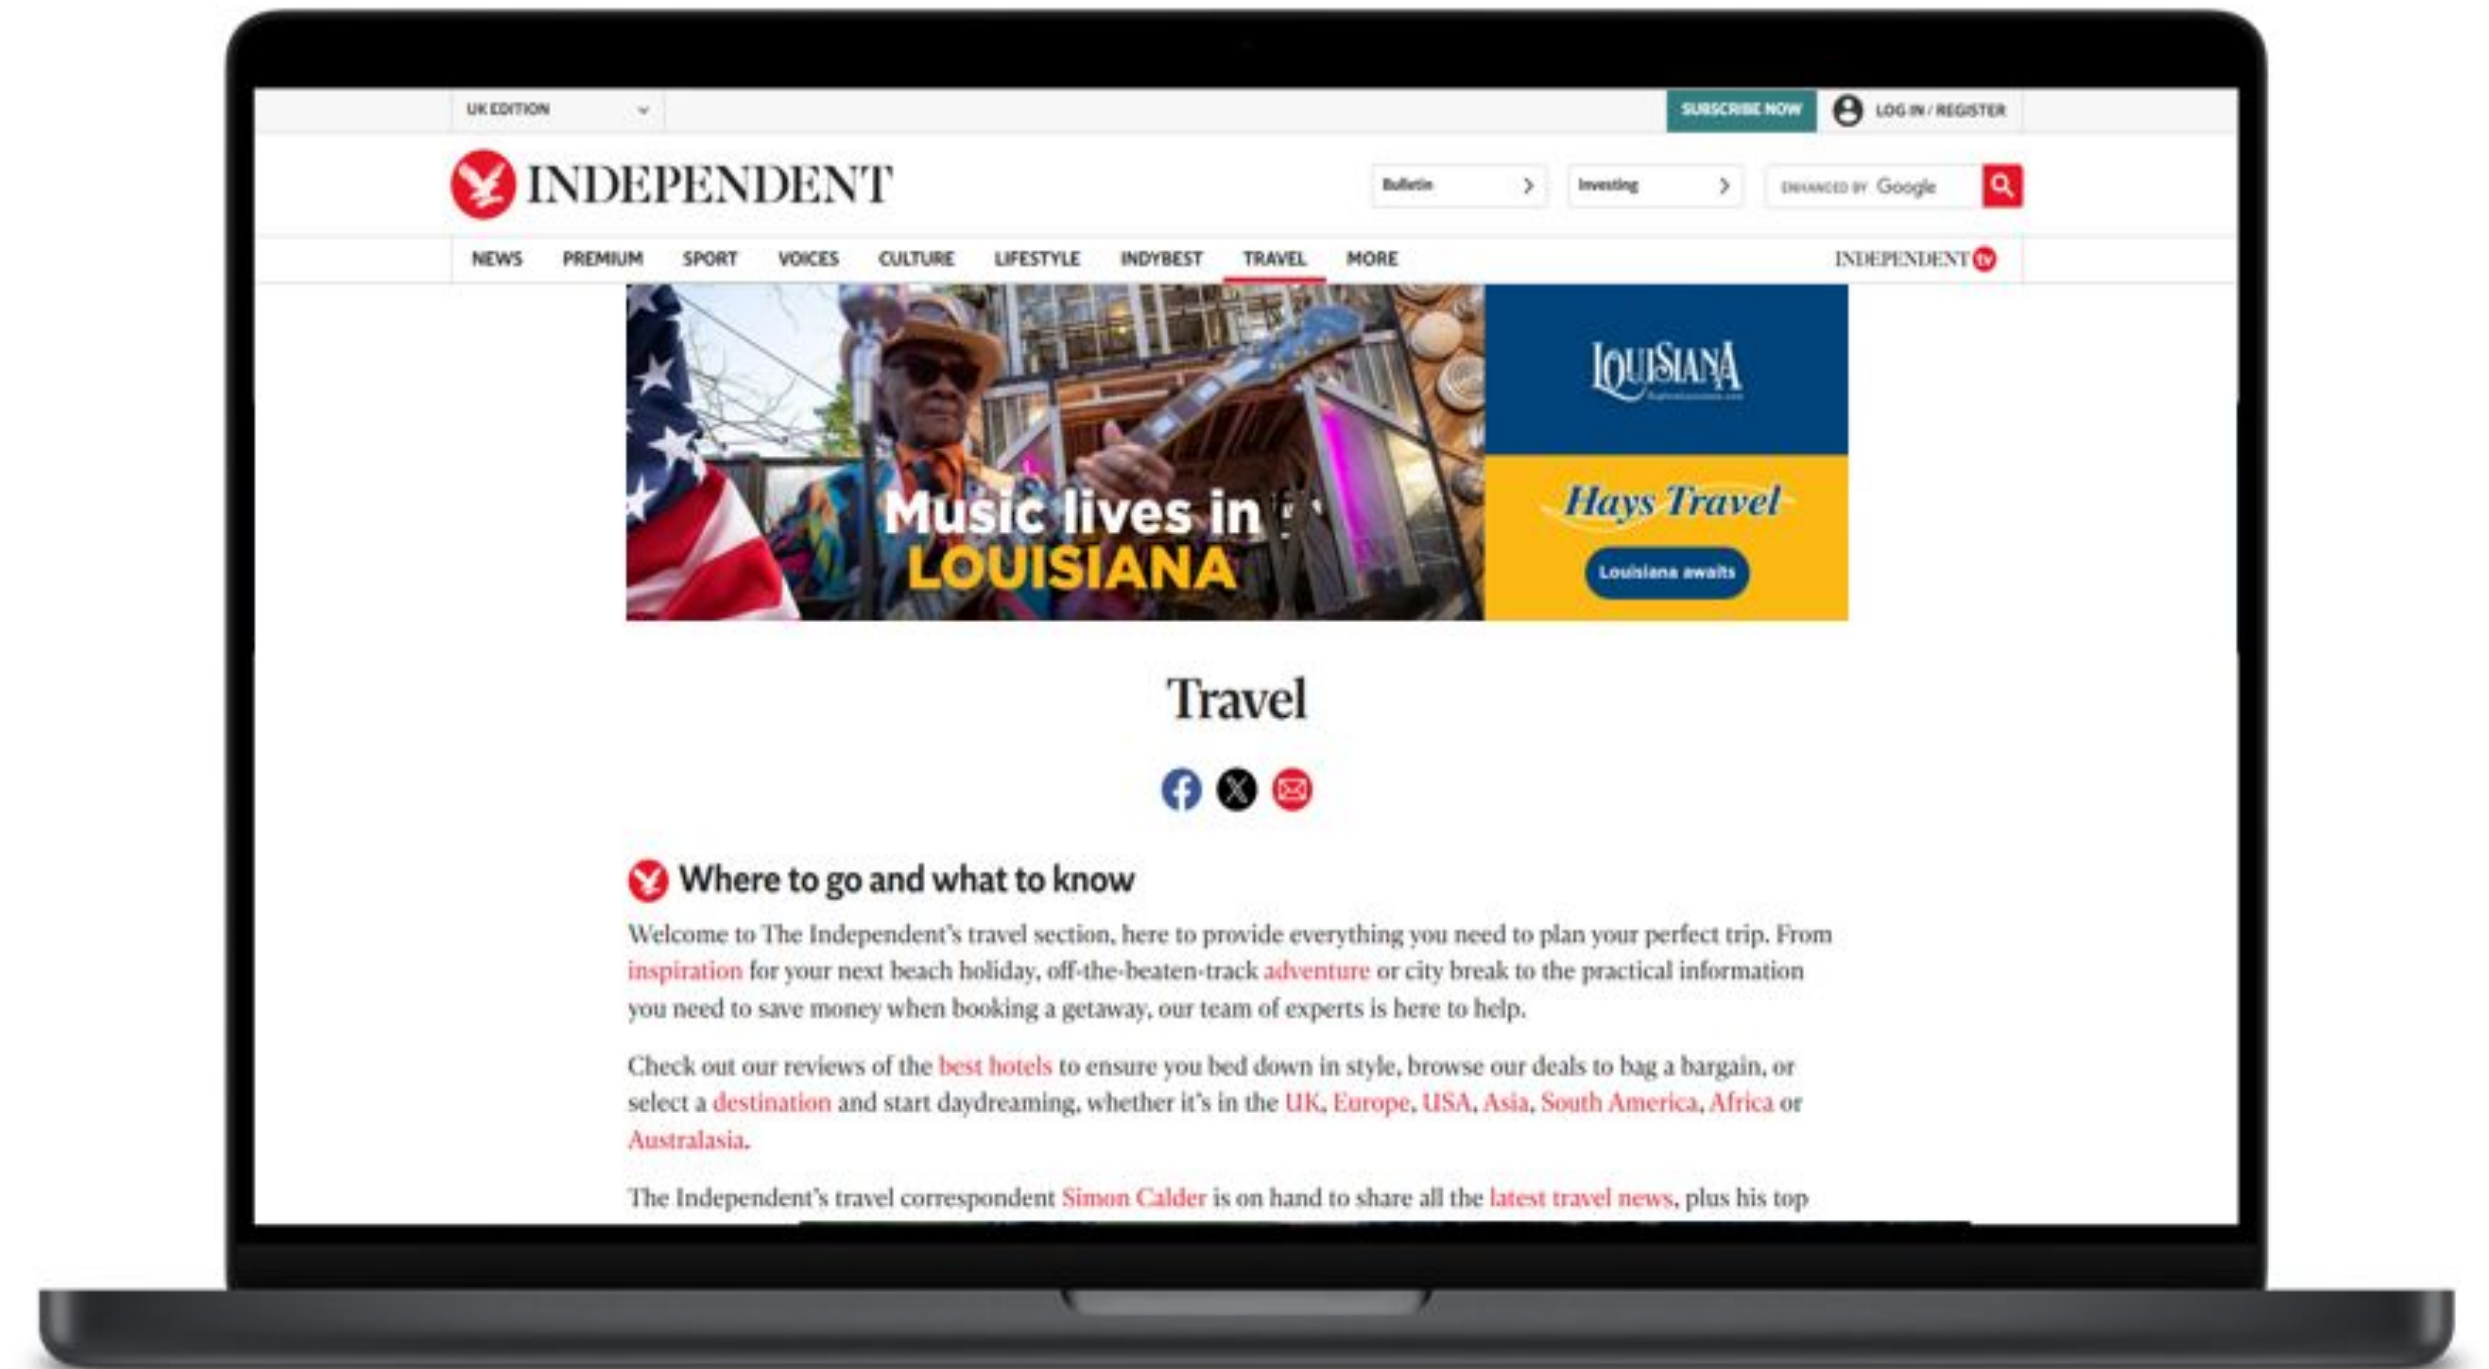 UK EDITION
SUBSCRIBE NOW
LOG IN / REGISTER
INDEPENDENT
Bulletin
Investing
ENHANCED BY Google
NEWS PREMIUM SPORT VOICES CULTURE LIFESTYLE INDYBEST TRAVEL MORE
INDEPENDENT tv
Music lives in
LOUISIANA
LOUISIANA
Hays Travel
Louisiana awaits
Travel
Where to go and what to know
Welcome to The Independent's travel section, here to provide everything you need to plan your perfect trip. From
inspiration for your next beach holiday, off-the-beaten-track adventure or city break to the practical information
you need to save money when booking a getaway, our team of experts is here to help.
Check out our reviews of the best hotels to ensure you bed down in style, browse our deals to bag a bargain, or
select a destination and start daydreaming, whether it's in the UK, Europe, USA, Asia, South America, Africa or
Australasia.
The Independent's travel correspondent Simon Calder is on hand to share all the latest travel news, plus his top